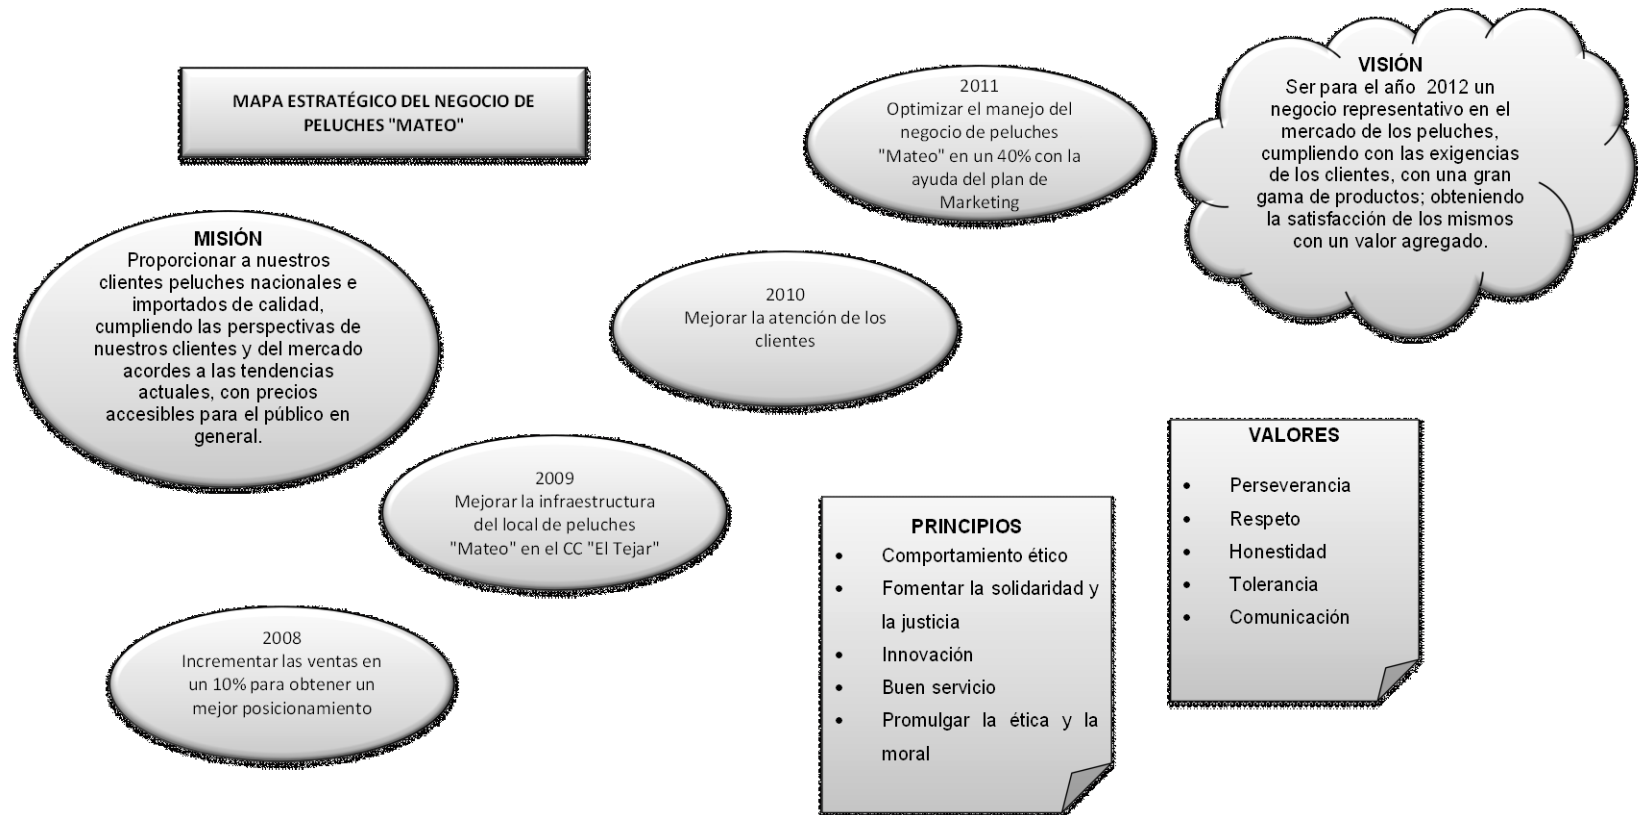 MAPA ESTRATÉGICO DEL NEGOCIO DE
PELUCHES "MATEO"
MISIÓN
Proporcionar a nuestros
clientes peluches nacionales e
importados de calidad,
cumpliendo las perspectivas de
nuestros clientes y del mercado
acordes a las tendencias
actuales, con precios
accesibles para el público en
general.
2008
Incrementar las ventas en
un 10% para obtener un
mejor posicionamiento
2009
Mejorar la infraestructura
del local de peluches
"Mateo" en el CC "El Tejar"
2010
Mejorar la atención de los
clientes
2011
Optimizar el manejo del
negocio de peluches
"Mateo" en un 40% con la
ayuda del plan de
Marketing
VISIÓN
Ser para el año 2012 un
negocio representativo en el
mercado de los peluches,
cumpliendo con las exigencias
de los clientes, con una gran
gama de productos; obteniendo
la satisfacción de los mismos
con un valor agregado.
PRINCIPIOS
• Comportamiento ético
• Fomentar la solidaridad y
la justicia
• Innovación
• Buen servicio
• Promulgar la ética y la
moral
VALORES
• Perseverancia
• Respeto
• Honestidad
• Tolerancia
• Comunicación